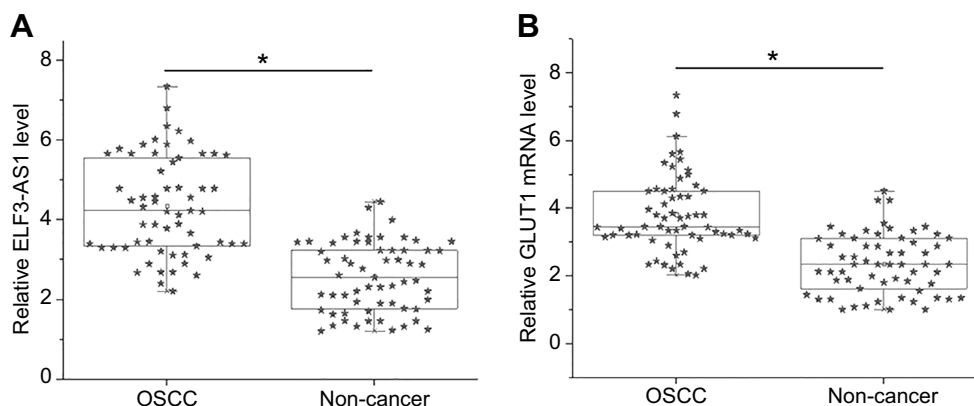 A
Relative ELF3-AS1 level
8
6
4
2
0
*
OSCC
Non-cancer
B
Relative GLUT1 mRNA level
8
6
4
2
0
*
OSCC
Non-cancer